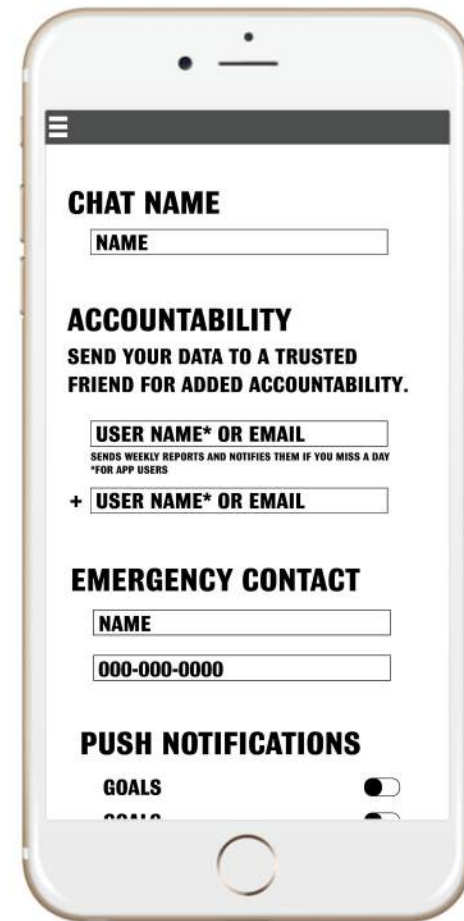 CHAT NAME
NAME
ACCOUNTABILITY
SEND YOUR DATA TO A TRUSTED
FRIEND FOR ADDED ACCOUNTABILITY.
USER NAME* OR EMAIL
SENDS WEEKLY REPORTS AND NOTIFIES THEM IF YOU MISS A DAY
*FOR APP USERS
+ USER NAME* OR EMAIL
EMERGENCY CONTACT
NAME
000-000-0000
PUSH NOTIFICATIONS
GOALS
GOALS